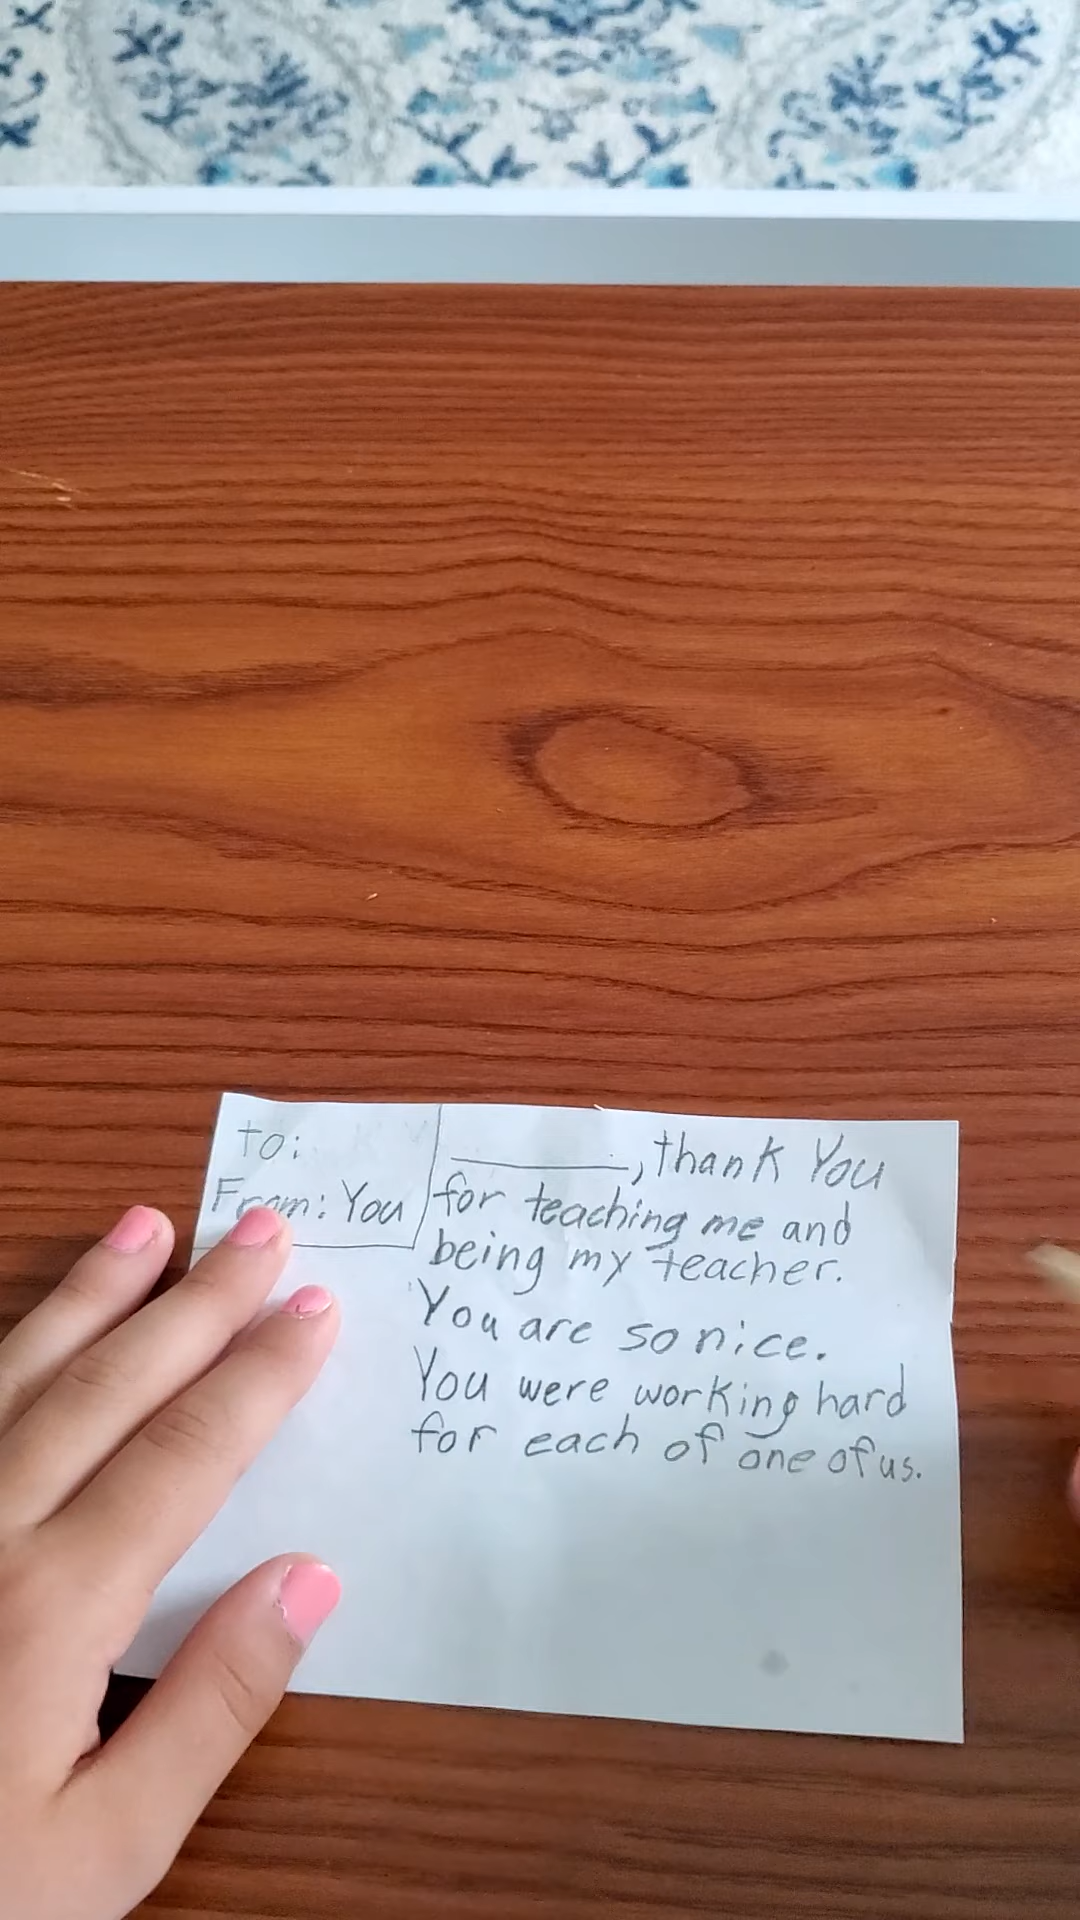 to:
From: You
________, thank You
for teaching me and
being my teacher.
You are so nice.
You were working hard
for each of one of us.